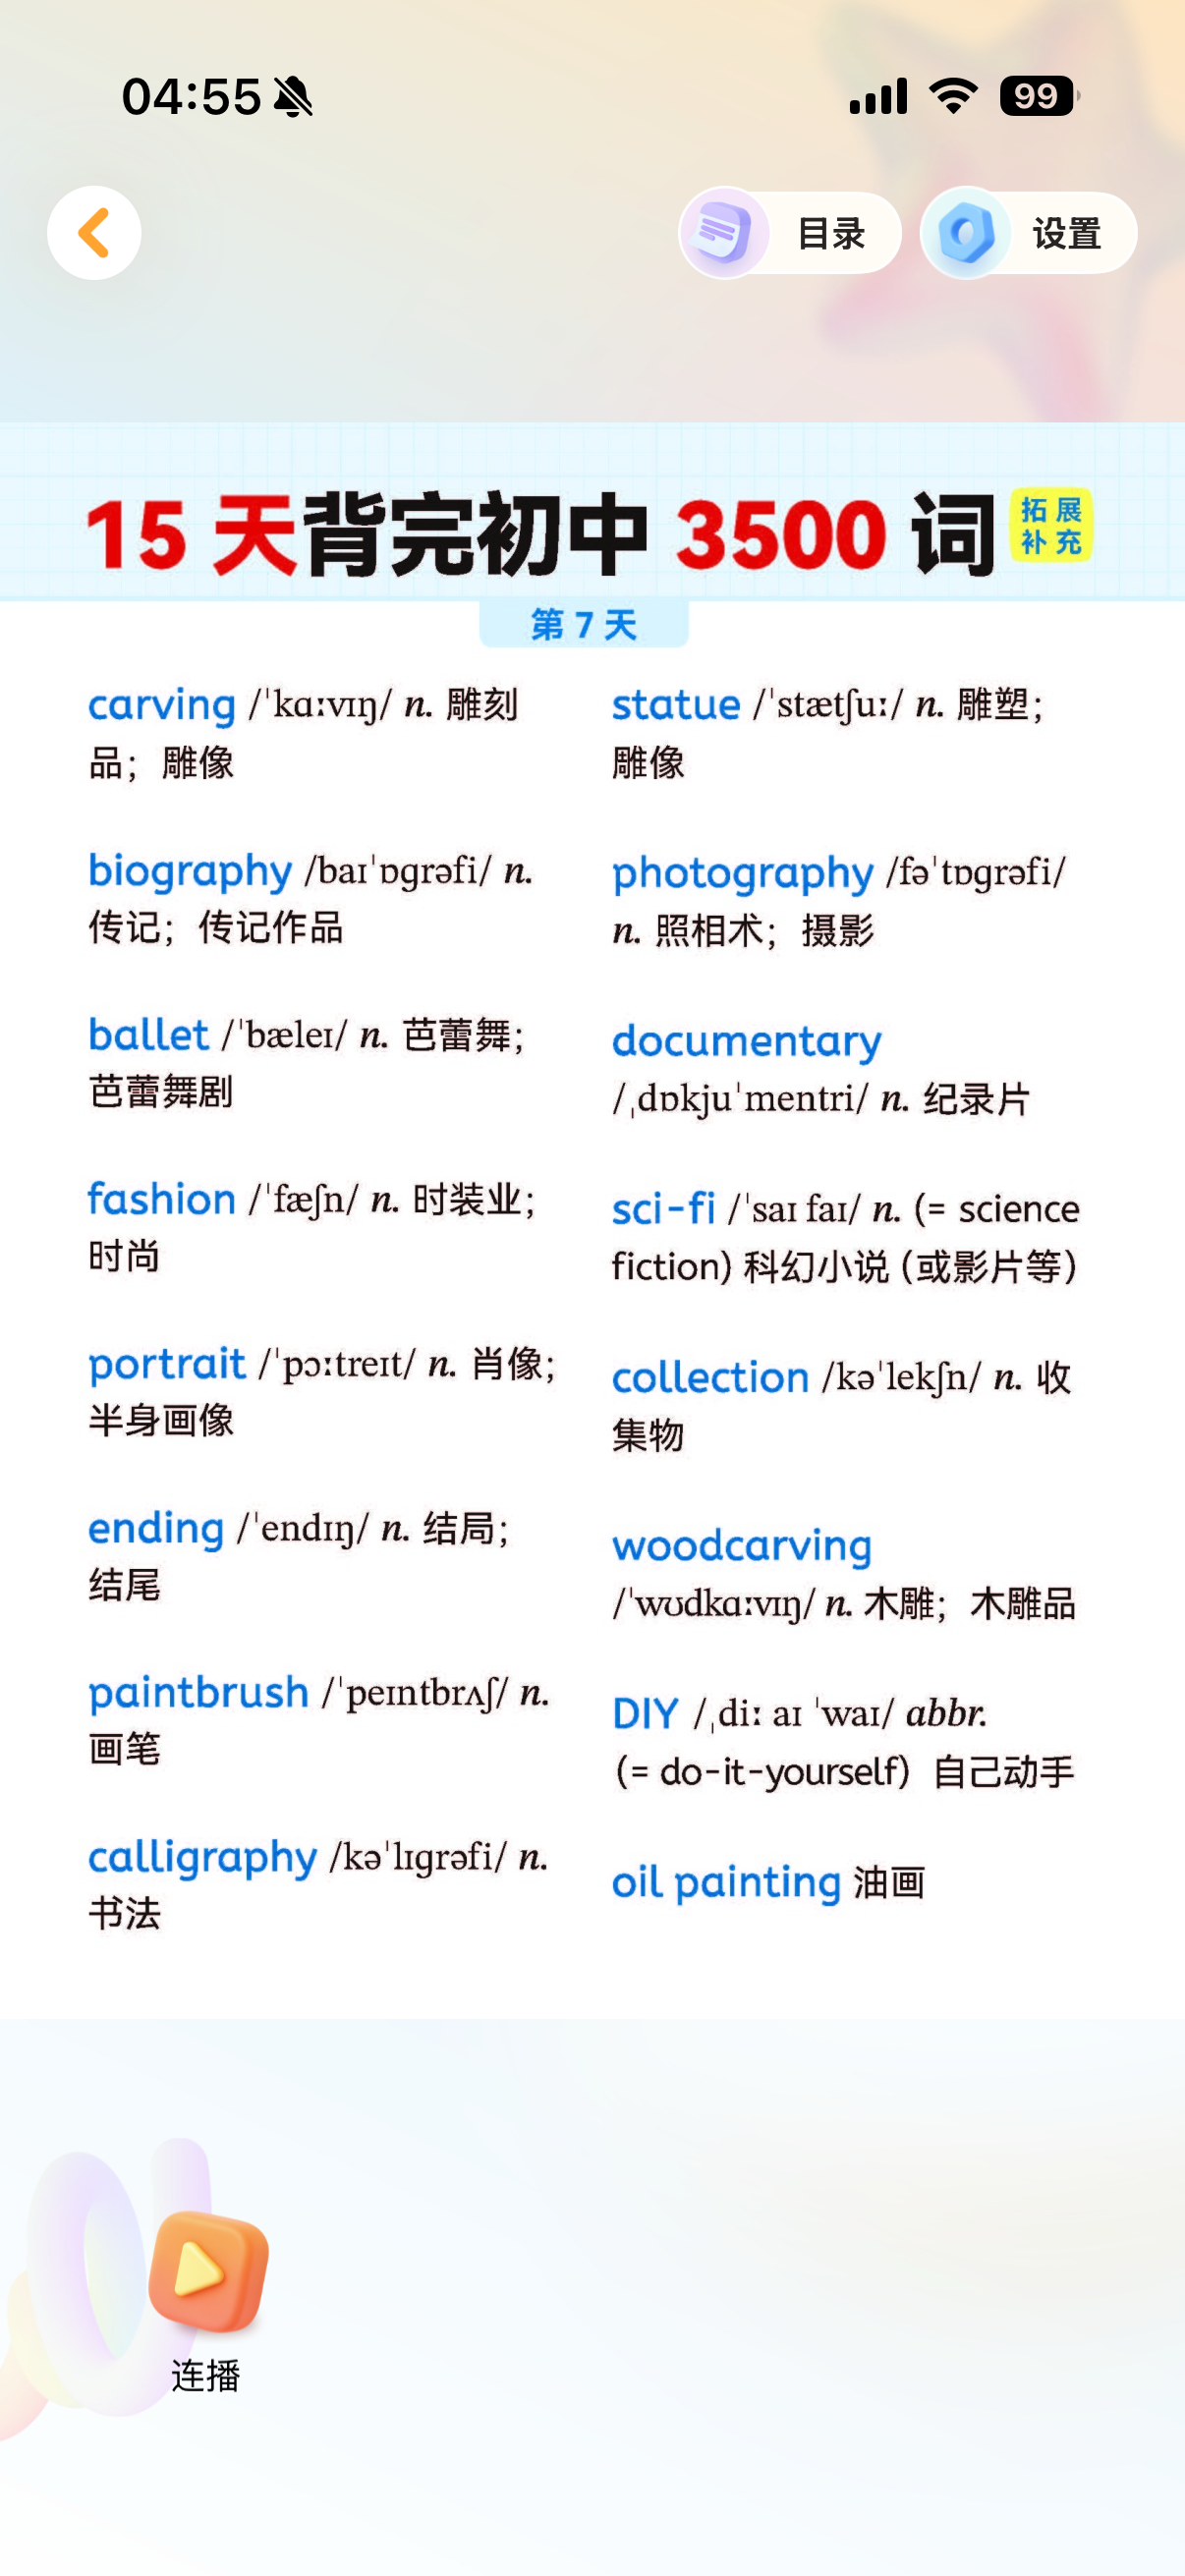 04:55
99
目录
设置
15 天背完初中 3500 词
拓展
补充
第 7 天
carving /ˈkɑːvɪŋ/ n. 雕刻
品；雕像
biography /baɪˈɒɡrəfi/ n.
传记；传记作品
ballet /ˈbæleɪ/ n. 芭蕾舞；
芭蕾舞剧
fashion /ˈfæʃn/ n. 时装业；
时尚
portrait /ˈpɔːtreɪt/ n. 肖像；
半身画像
ending /ˈendɪŋ/ n. 结局；
结尾
paintbrush /ˈpeɪntbrʌʃ/ n.
画笔
calligraphy /kəˈlɪɡrəfi/ n.
书法
statue /ˈstætʃuː/ n. 雕塑；
雕像
photography /fəˈtɒɡrəfi/
n. 照相术；摄影
documentary
/ˌdɒkjuˈmentri/ n. 纪录片
sci-fi /ˈsaɪ faɪ/ n. (= science
fiction) 科幻小说 (或影片等)
collection /kəˈlekʃn/ n. 收
集物
woodcarving
/ˈwʊdkɑːvɪŋ/ n. 木雕；木雕品
DIY /ˌdiː aɪ ˈwaɪ/ abbr.
(= do-it-yourself) 自己动手
oil painting 油画
连播